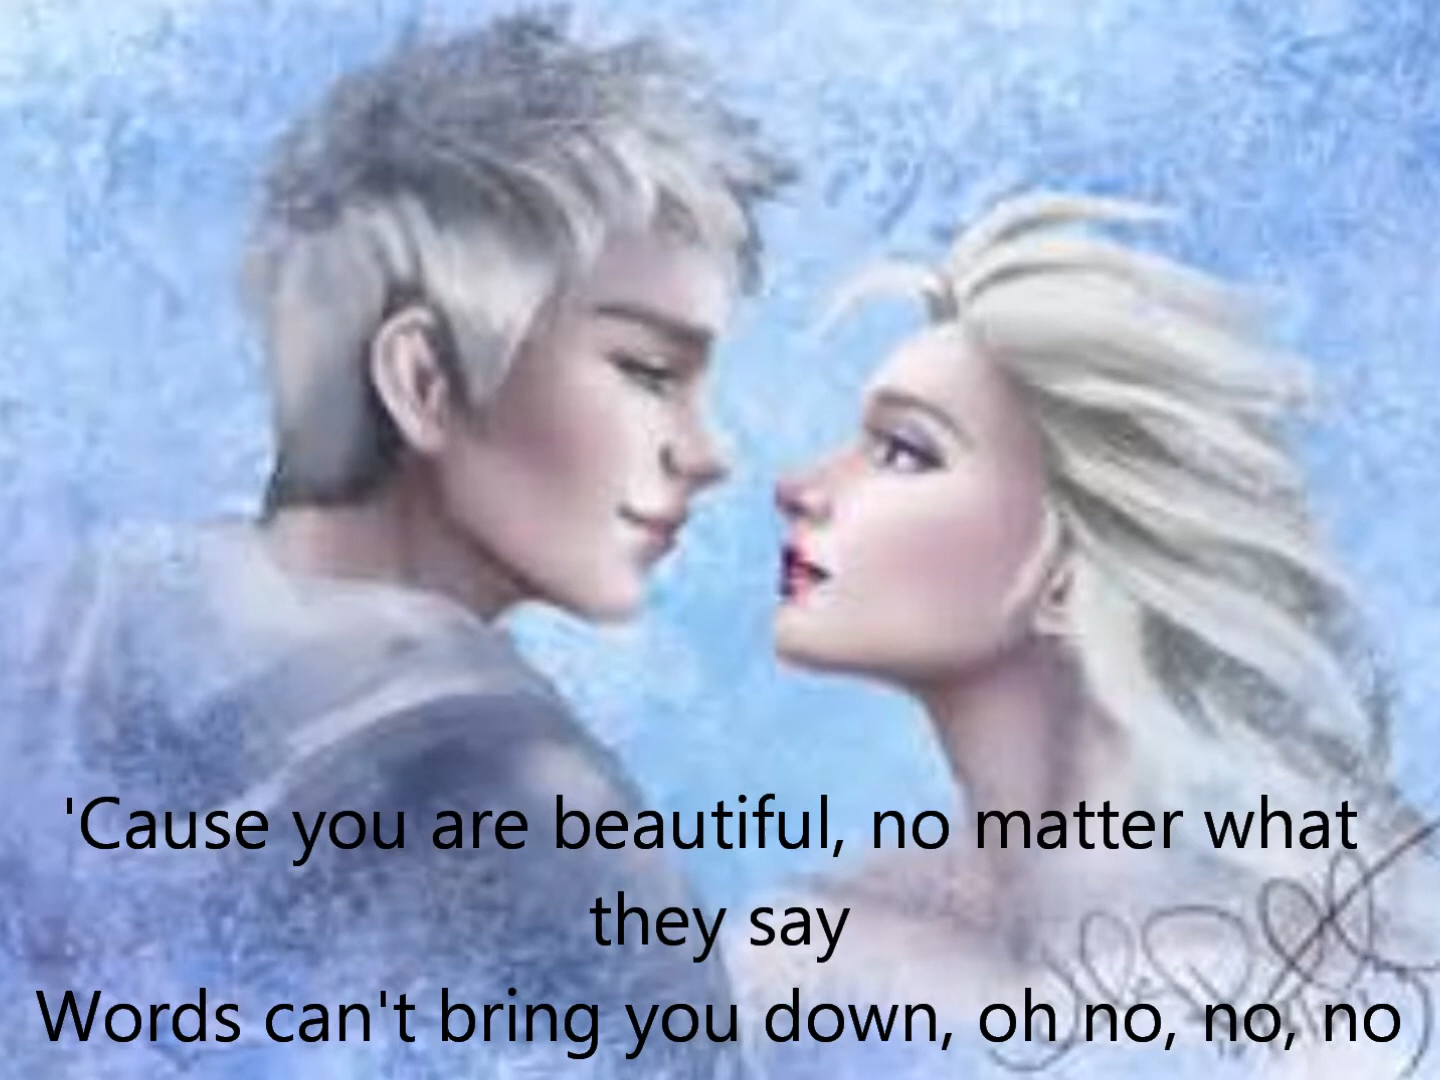 'Cause you are beautiful, no matter what
they say
Words can't bring you down, oh no, no, no